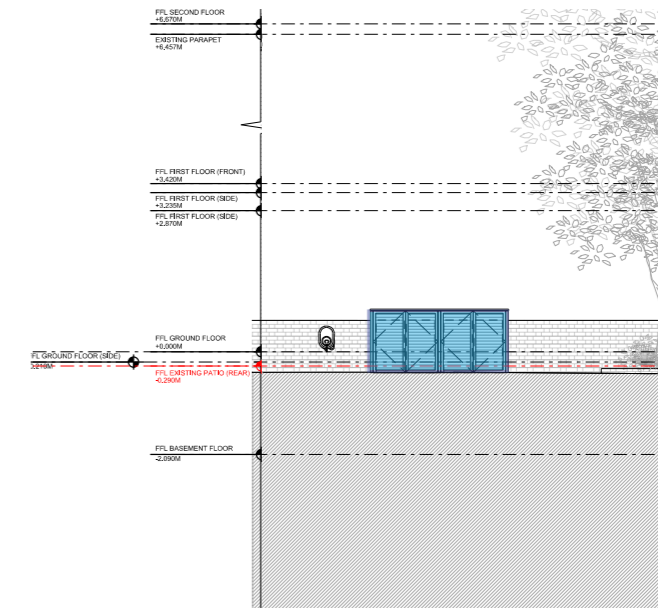 FFL SECOND FLOOR
+6,670M
EXISTING PARAPET
+6,457M
FFL FIRST FLOOR (FRONT)
+3,420M
FFL FIRST FLOOR (SIDE)
+3,235M
FFL FIRST FLOOR (SIDE)
+2,870M
FFL GROUND FLOOR
+0,000M
FL GROUND FLOOR (SIDE)
FFL EXISTING PATIO (REAR)
-0,290M
FFL BASEMENT FLOOR
-2,090M